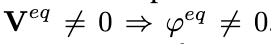 V^{eq} ≠ 0 ⇒ φ^{eq} ≠ 0.